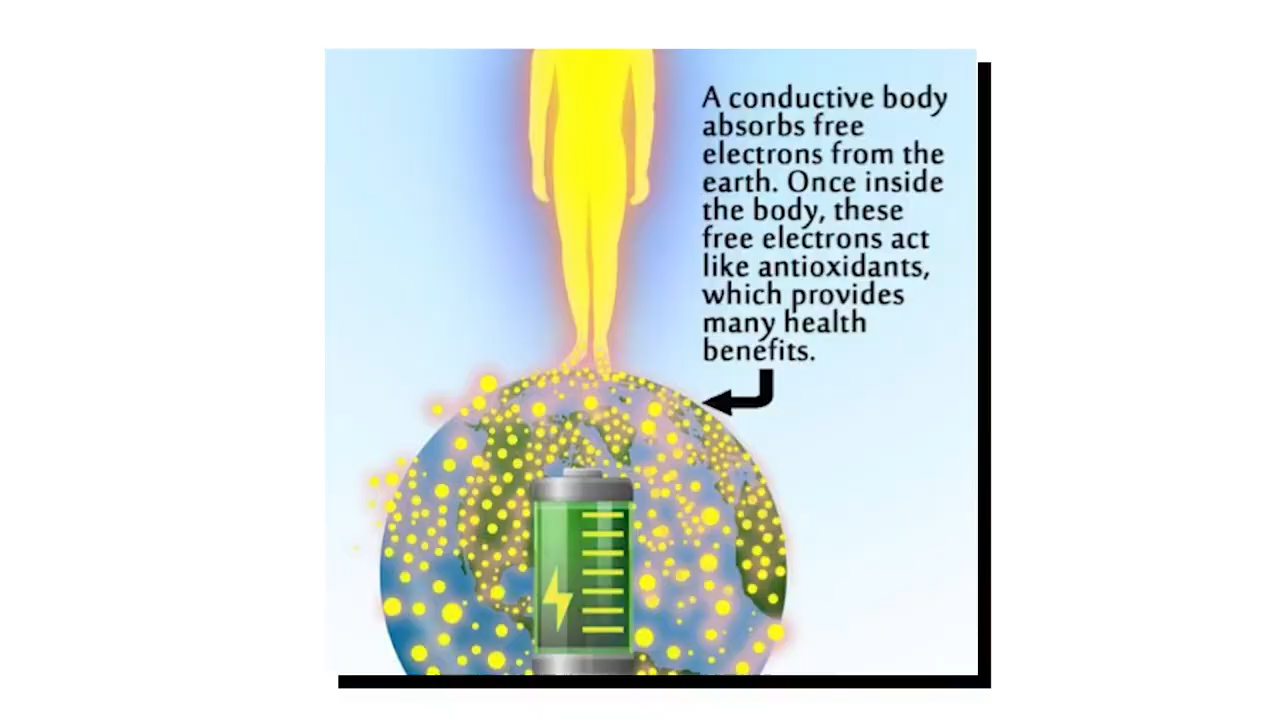 A conductive body
absorbs free
electrons from the
earth. Once inside
the body, these
free electrons act
like antioxidants,
which provides
many health
benefits.